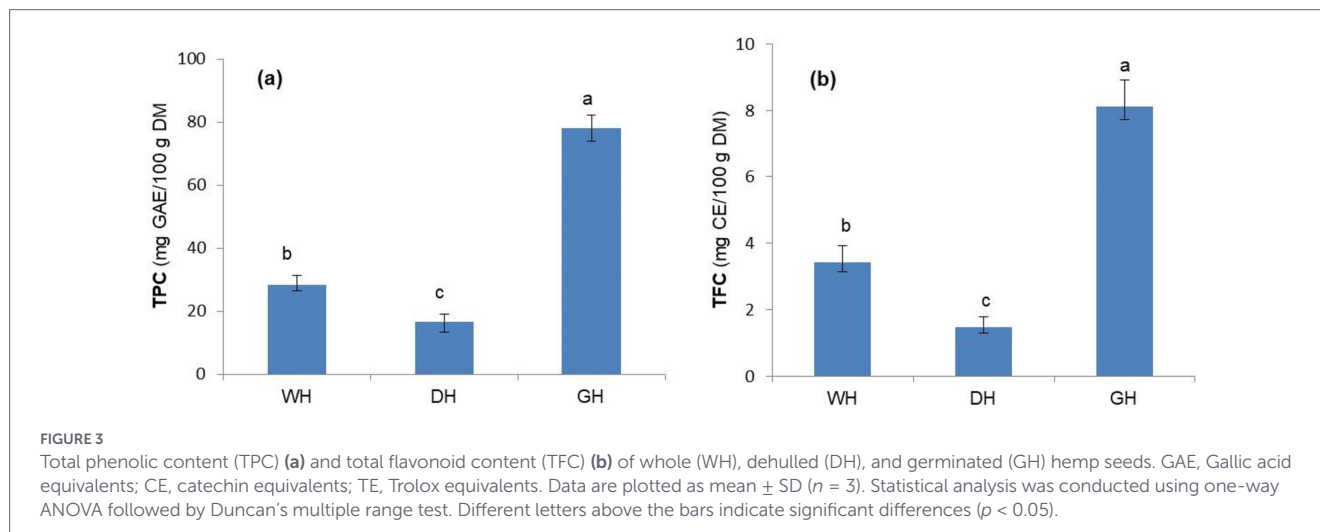 (a)
TPC (mg GAE/100 g DM)
100
80
60
40
20
0
b
c
a
WH DH GH
(b)
TFC (mg CE/100 g DM)
10
8
6
4
2
0
b
c
a
WH DH GH
FIGURE 3
Total phenolic content (TPC) (a) and total flavonoid content (TFC) (b) of whole (WH), dehulled (DH), and germinated (GH) hemp seeds. GAE, Gallic acid
equivalents; CE, catechin equivalents; TE, Trolox equivalents. Data are plotted as mean ± SD (n = 3). Statistical analysis was conducted using one-way
ANOVA followed by Duncan’s multiple range test. Different letters above the bars indicate significant differences (p < 0.05).